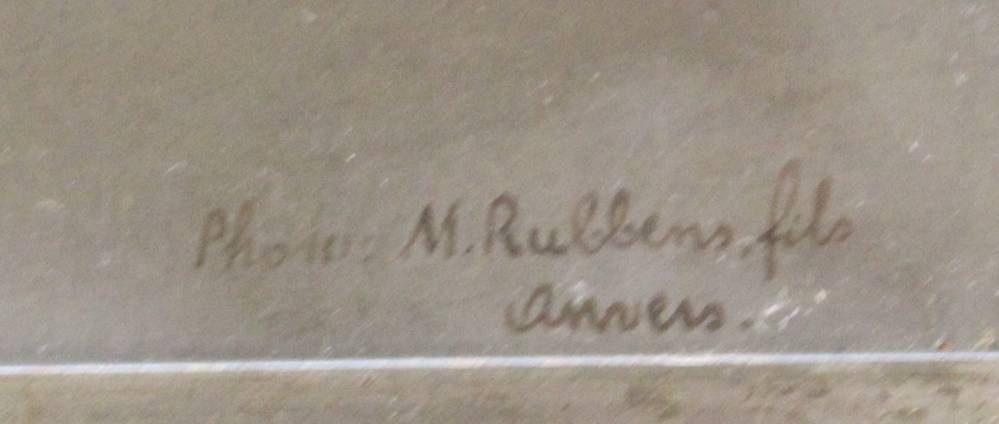 Photo: M. Rubbens fils
Anvers.